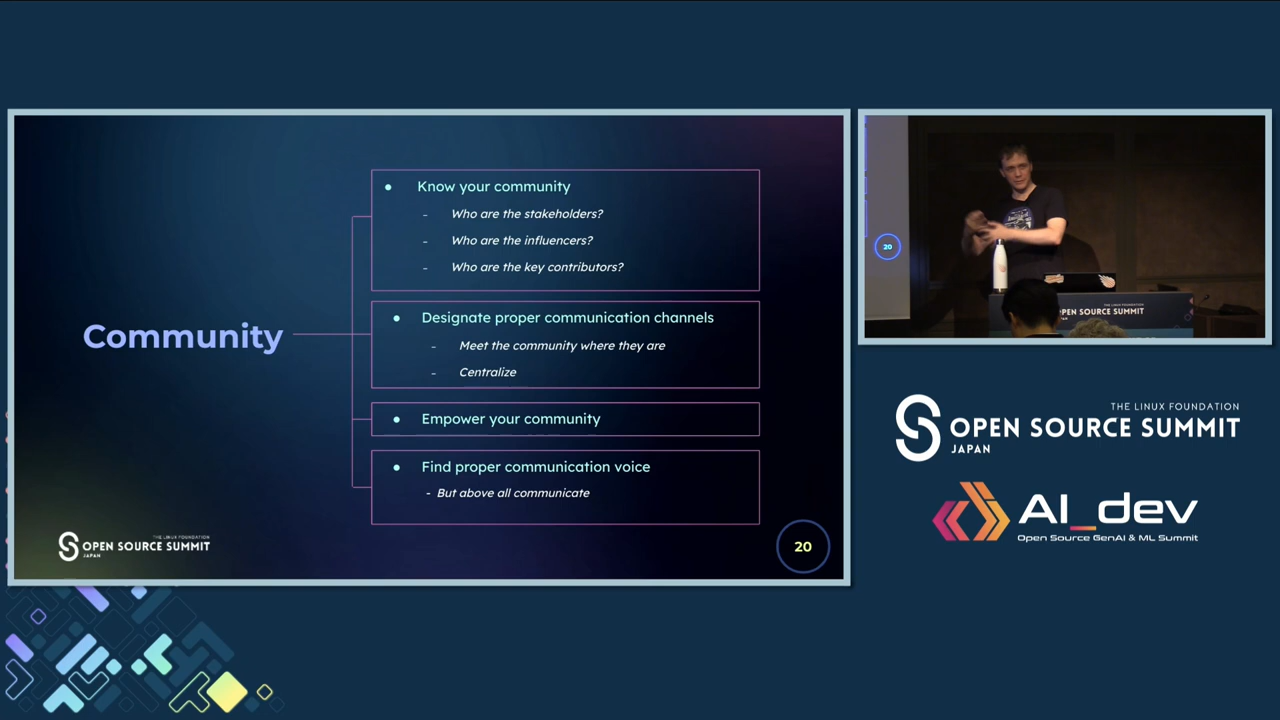 Community
● Know your community
- Who are the stakeholders?
- Who are the influencers?
- Who are the key contributors?
● Designate proper communication channels
- Meet the community where they are
- Centralize
● Empower your community
● Find proper communication voice
- But above all communicate
THE LINUX FOUNDATION
OPEN SOURCE SUMMIT
JAPAN
20
20
THE LINUX FOUNDATION
OPEN SOURCE SUMMIT
THE LINUX FOUNDATION
OPEN SOURCE SUMMIT
JAPAN
AI_dev
Open Source GenAI & ML Summit